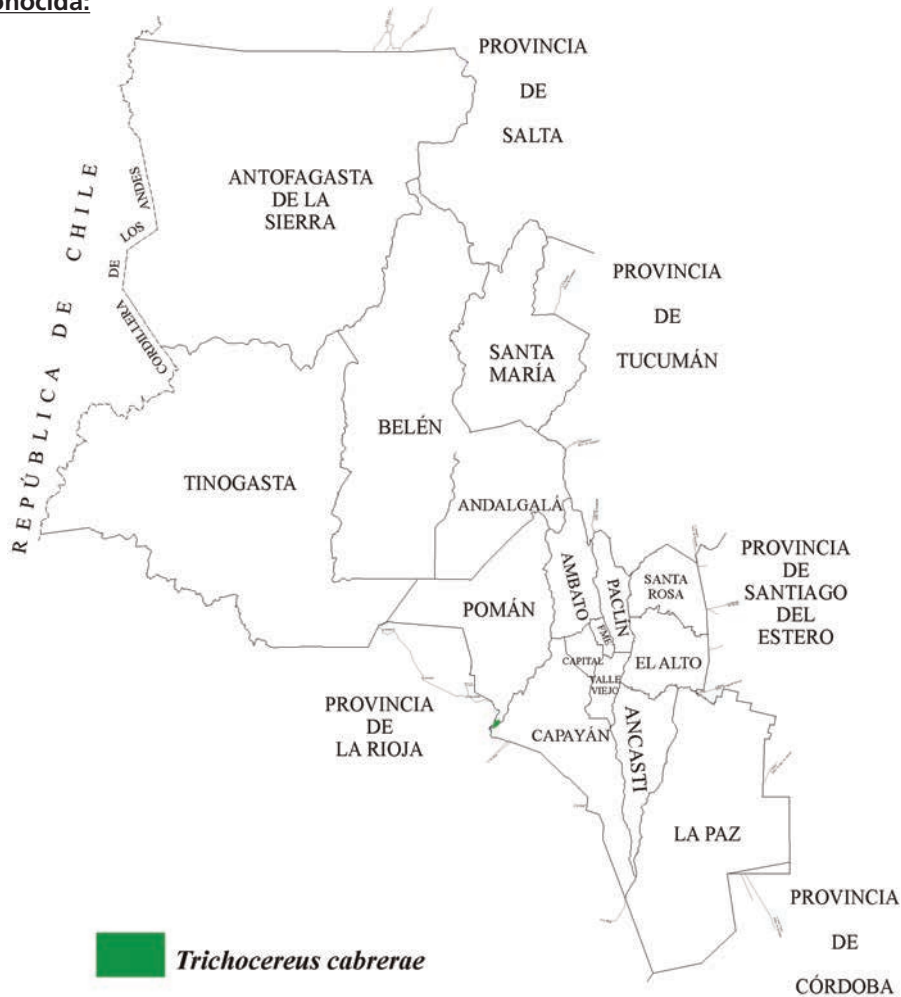 onocida:
PROVINCIA
DE
SALTA
ANTOFAGASTA
DE LA
SIERRA
REPÚBLICA DE CHILE
CORDILLERA DE LOS ANDES
PROVINCIA
DE
TUCUMÁN
SANTA
MARÍA
BELÉN
TINOGASTA
ANDALGALÁ
PROVINCIA
DE
SANTIAGO
DEL
ESTERO
AMBATO
PACLÍN
SANTA
ROSA
POMÁN
FME
CAPITAL
EL ALTO
VALLE
VIEJO
PROVINCIA
DE
LA RIOJA
CAPAYÁN
ANCASTI
LA PAZ
PROVINCIA
DE
CÓRDOBA
Trichocereus cabrerae